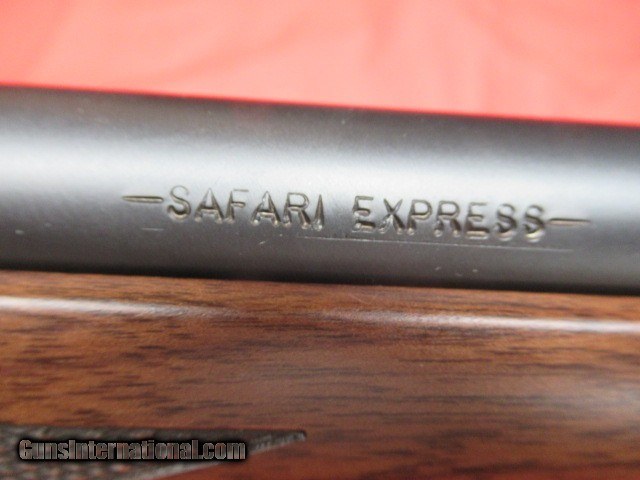 -SAFARI EXPRESS-
GunsInternational.com